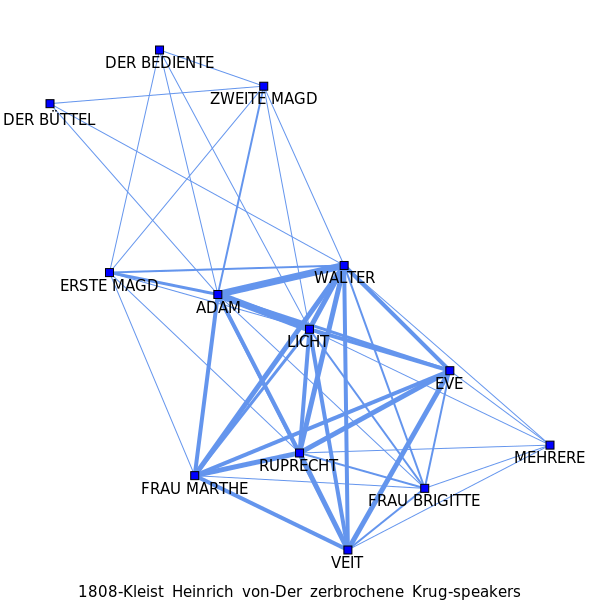 DER BEDIENTE
ZWEITE MAGD
DER BÜTTEL
WALTER
ERSTE MAGD
ADAM
LICHT
EVE
MEHRERE
RUPRECHT
FRAU MARTHE
FRAU BRIGITTE
VEIT
1808-Kleist_Heinrich_von-Der_zerbrochene_Krug-speakers